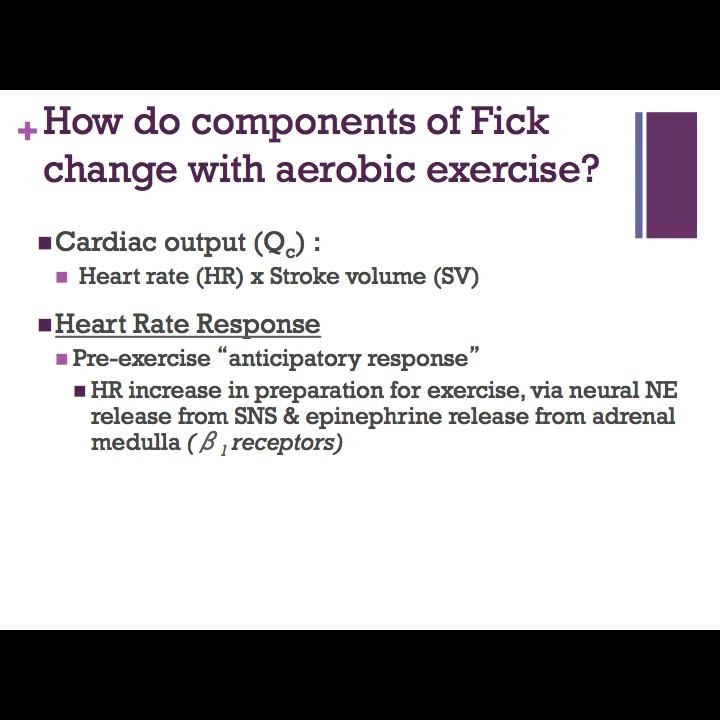 + How do components of Fick
change with aerobic exercise?
■ Cardiac output (Qc) :
■ Heart rate (HR) x Stroke volume (SV)
■ Heart Rate Response
■ Pre-exercise “anticipatory response”
■ HR increase in preparation for exercise, via neural NE
release from SNS & epinephrine release from adrenal
medulla (β1 receptors)